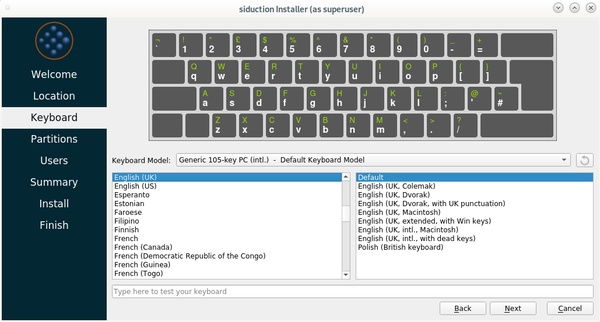 siduction Installer (as superuser)
Welcome
Location
Keyboard
Partitions
Users
Summary
Install
Finish
¬ ! " £ $ % ^ & * ( ) _ +
` 1 2 3 4 5 6 7 8 9 0 - =
Q W E R T Y U I O P { }
q w e r t y u i o p [ ]
A S D F G H J K L : @ ~
a s d f g h j k l ; ' #
Z X C V B N M < > ?
z x c v b n m , . /
Keyboard Model: Generic 105-key PC (intl.) - Default Keyboard Model
English (UK)
English (US)
Esperanto
Estonian
Faroese
Filipino
Finnish
French
French (Canada)
French (Democratic Republic of the Congo)
French (Guinea)
French (Togo)
Default
English (UK, Colemak)
English (UK, Dvorak)
English (UK, Dvorak, with UK punctuation)
English (UK, Macintosh)
English (UK, extended, with Win keys)
English (UK, intl., Macintosh)
English (UK, intl., with dead keys)
Polish (British keyboard)
Type here to test your keyboard
Back
Next
Cancel